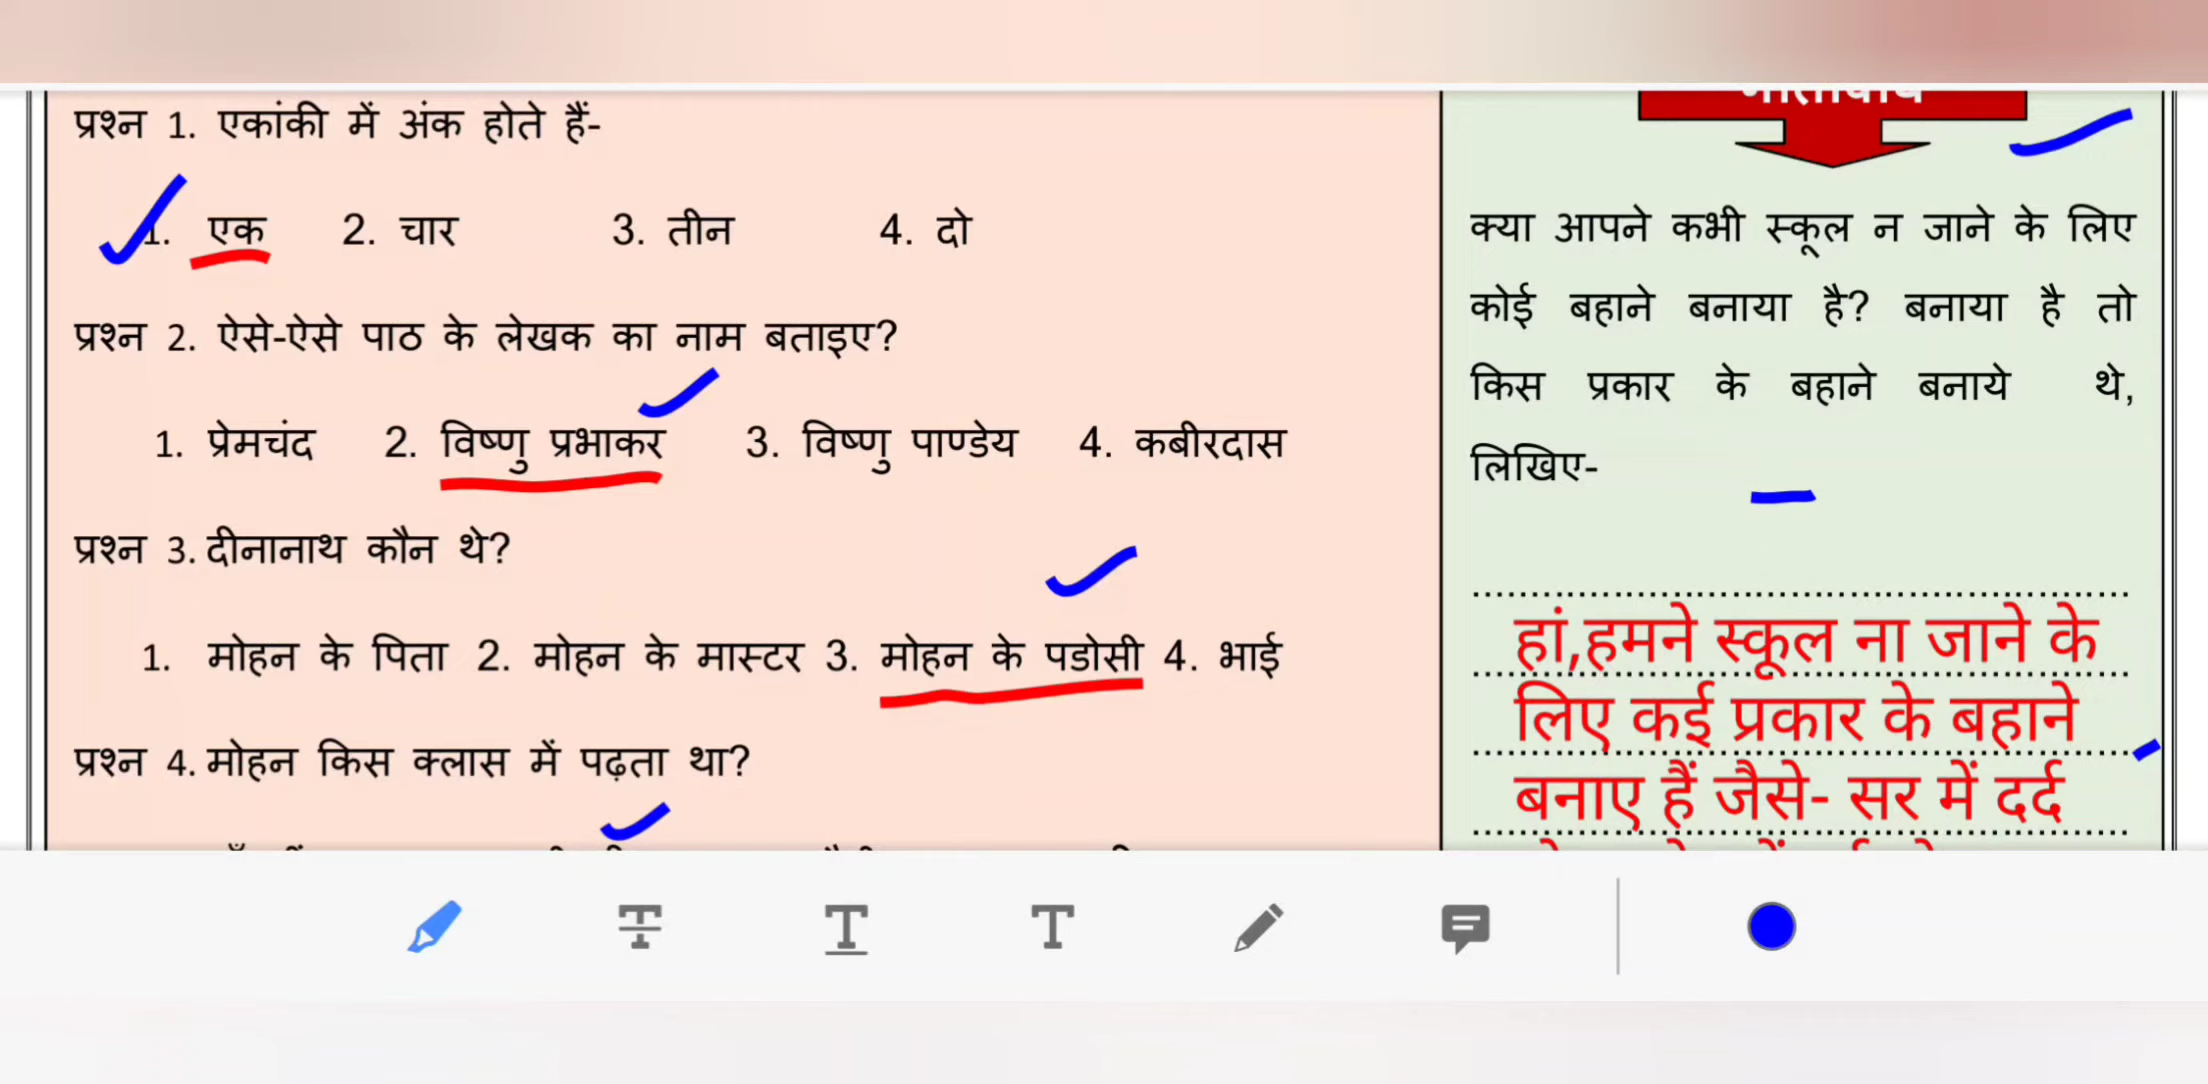 प्रश्न 1. एकांकी में अंक होते हैं-
1. एक 2. चार 3. तीन 4. दो
प्रश्न 2. ऐसे-ऐसे पाठ के लेखक का नाम बताइए?
1. प्रेमचंद 2. विष्णु प्रभाकर 3. विष्णु पाण्डेय 4. कबीरदास
प्रश्न 3. दीनानाथ कौन थे?
1. मोहन के पिता 2. मोहन के मास्टर 3. मोहन के पडोसी 4. भाई
प्रश्न 4. मोहन किस क्लास में पढ़ता था?
क्या आपने कभी स्कूल न जाने के लिए
कोई बहाने बनाया है? बनाया है तो
किस प्रकार के बहाने बनाये थे,
लिखिए-
हां,हमने स्कूल ना जाने के
लिए कई प्रकार के बहाने
बनाए हैं जैसे- सर में दर्द